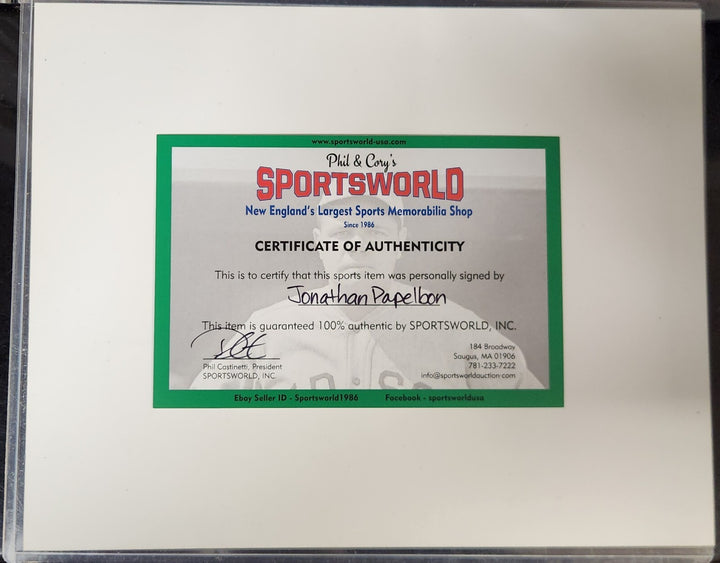 www.sportsworld-usa.com
Phil & Cory's
SPORTSWORLD
New England's Largest Sports Memorabilia Shop
Since 1986
CERTIFICATE OF AUTHENTICITY
This is to certify that this sports item was personally signed by
Jonathan Papelbon
This item is guaranteed 100% authentic by SPORTSWORLD, INC.
Phil Castinetti, President
SPORTSWORLD, INC.
184 Broadway
Saugus, MA 01906
781-233-7222
info@sportsworldauction.com
Ebay Seller ID - Sportsworld1986 Facebook - sportsworldusa